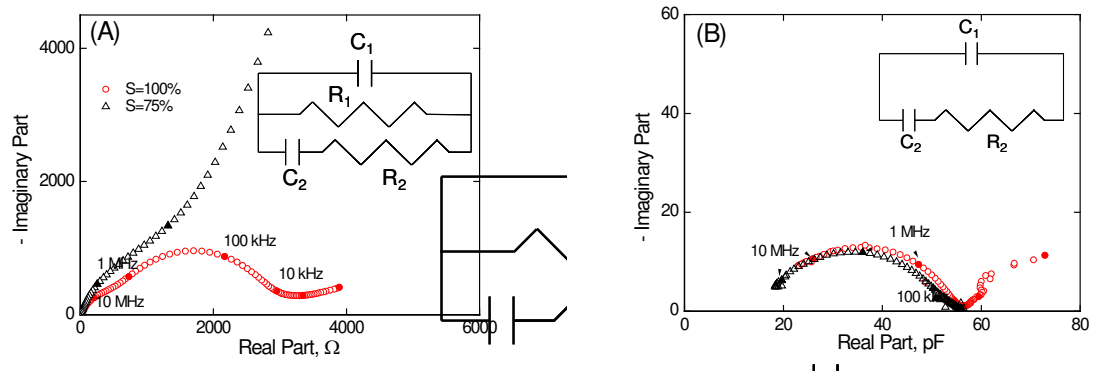 (A)
4000
2000
0
0
2000
4000
6000
- Imaginary Part
Real Part, Ω
S=100%
S=75%
C1
R1
C2
R2
1 MHz
10 MHz
100 kHz
10 kHz
(B)
60
40
20
0
0
20
40
60
80
- Imaginary Part
Real Part, pF
C1
C2
R2
10 MHz
1 MHz